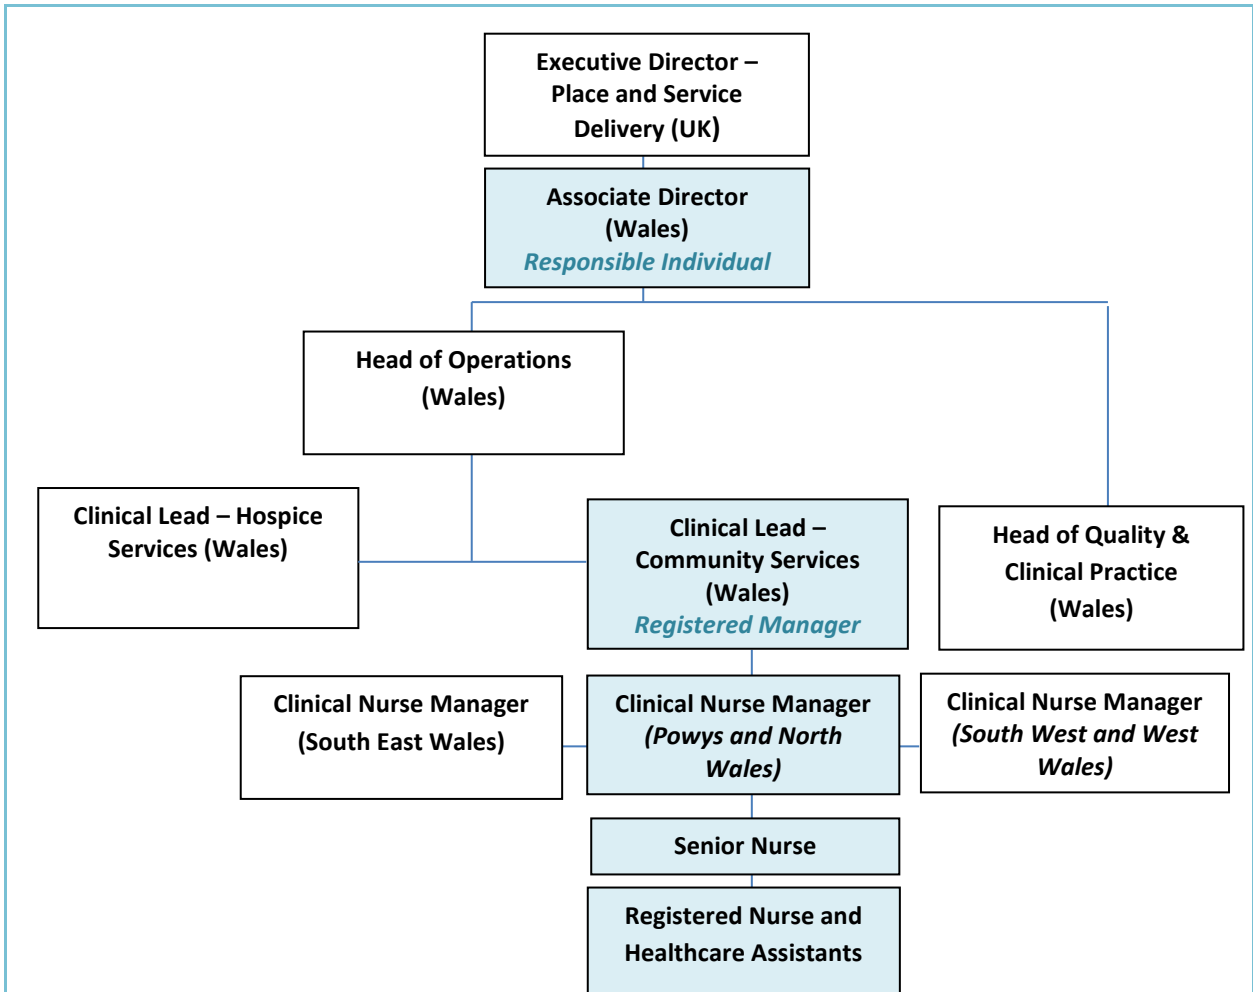 Executive Director –
Place and Service
Delivery (UK)
Associate Director
(Wales)
Responsible Individual
Head of Operations
(Wales)
Clinical Lead – Hospice
Services (Wales)
Clinical Lead –
Community Services
(Wales)
Registered Manager
Head of Quality &
Clinical Practice
(Wales)
Clinical Nurse Manager
(South East Wales)
Clinical Nurse Manager
(Powys and North
Wales)
Clinical Nurse Manager
(South West and West
Wales)
Senior Nurse
Registered Nurse and
Healthcare Assistants